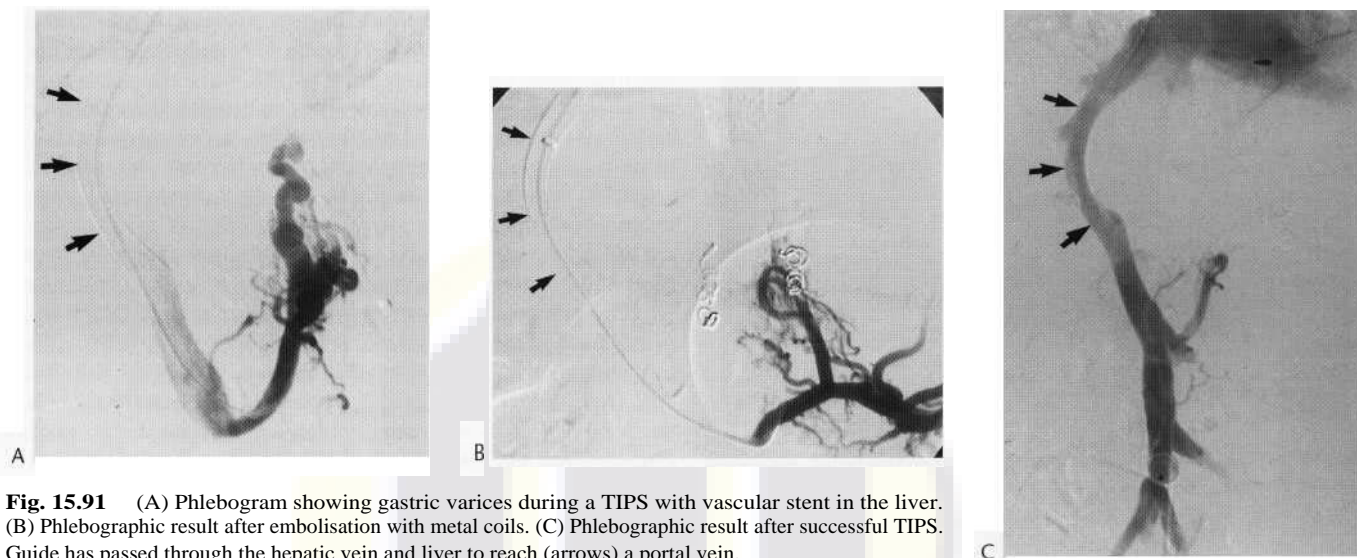 A
B
C
Fig. 15.91 (A) Phlebogram showing gastric varices during a TIPS with vascular stent in the liver.
(B) Phlebographic result after embolisation with metal coils. (C) Phlebographic result after successful TIPS.
Guide has passed through the hepatic vein and liver to reach (arrows) a portal vein.